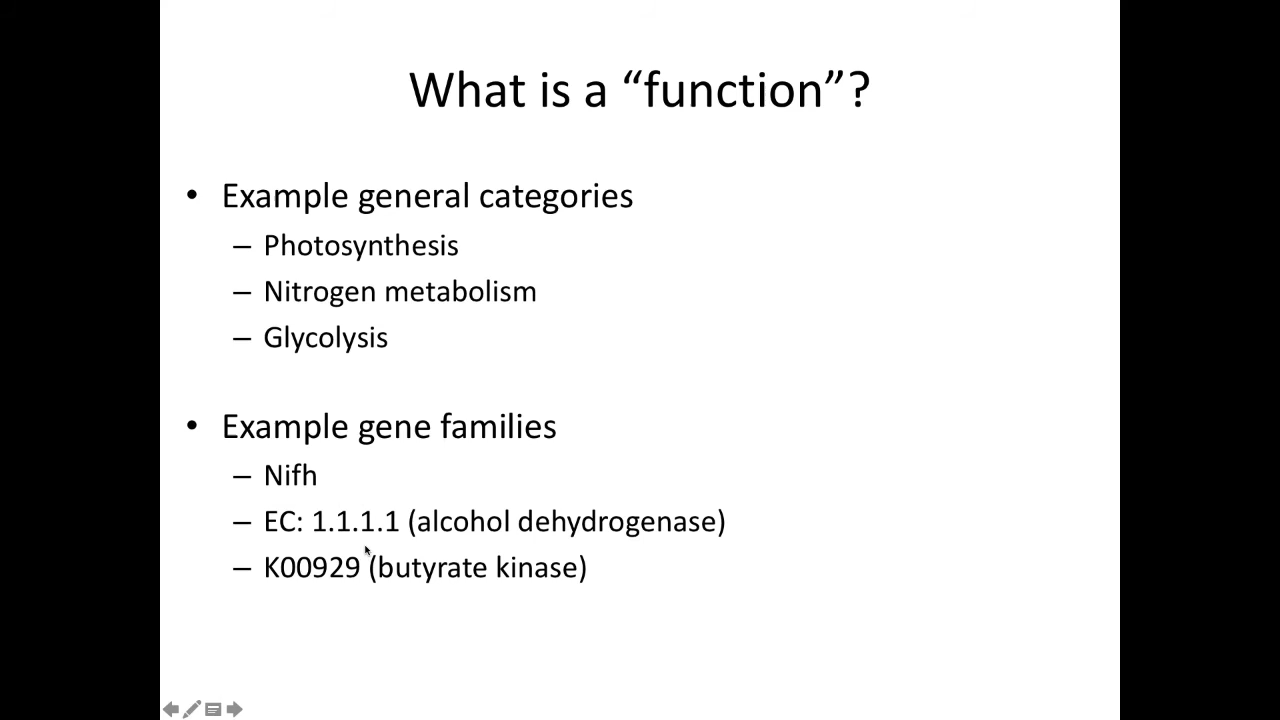 What is a “function”?
• Example general categories
– Photosynthesis
– Nitrogen metabolism
– Glycolysis
• Example gene families
– Nifh
– EC: 1.1.1.1 (alcohol dehydrogenase)
– K00929 (butyrate kinase)